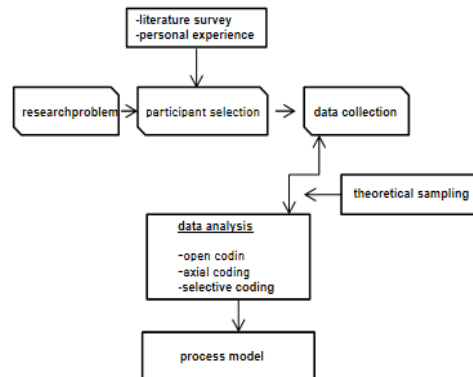 -literature survey
-personal experience
researchproblem
participant selection
data collection
theoretical sampling
data analysis
-open codin
-axial coding
-selective coding
process model